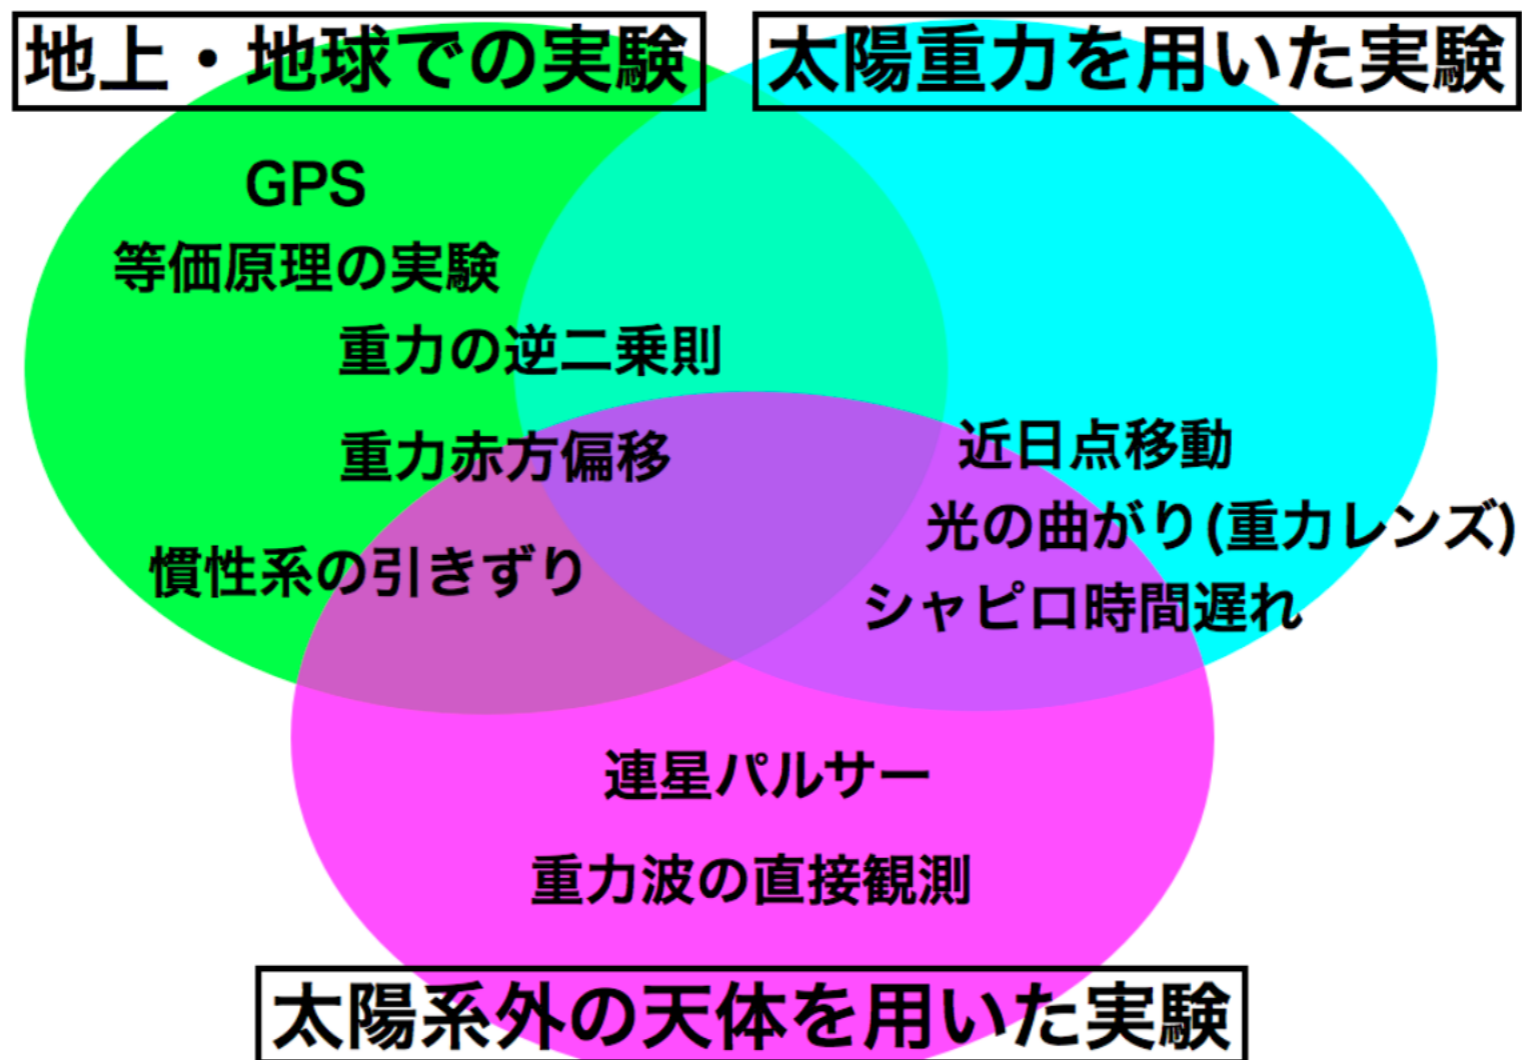 地上・地球での実験
太陽重力を用いた実験
GPS
等価原理の実験
重力の逆二乗則
重力赤方偏移
慣性系の引きずり
近日点移動
光の曲がり(重力レンズ)
シャピロ時間遅れ
連星パルサー
重力波の直接観測
太陽系外の天体を用いた実験